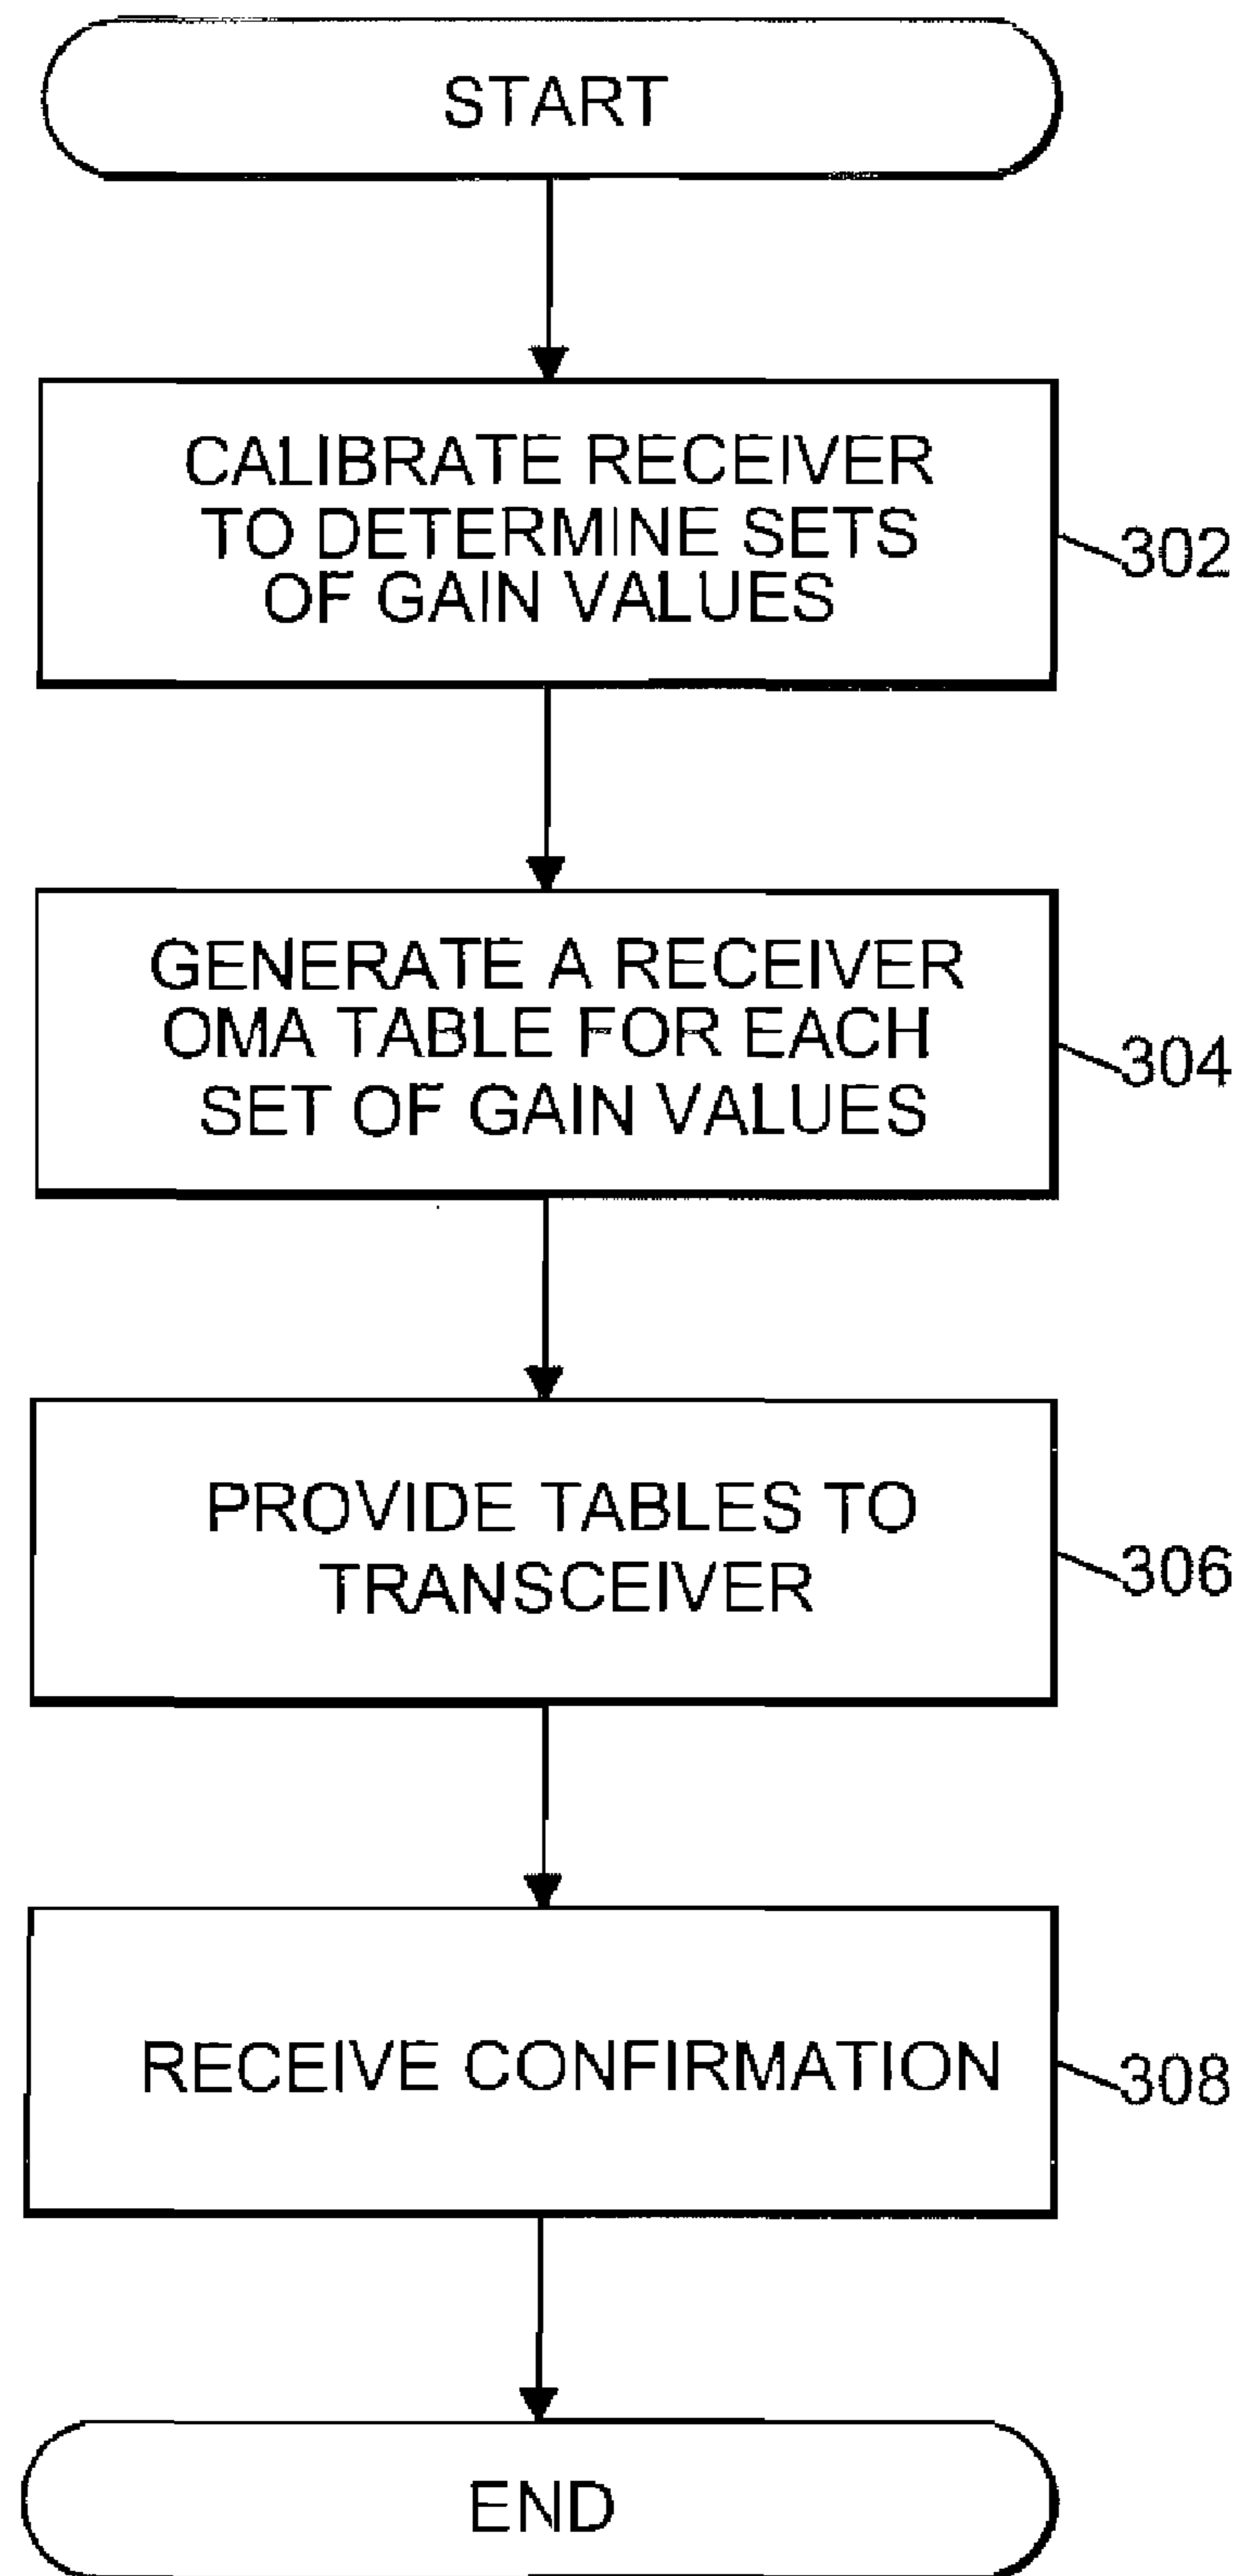 START
CALIBRATE RECEIVER
TO DETERMINE SETS
OF GAIN VALUES
302
GENERATE A RECEIVER
OMA TABLE FOR EACH
SET OF GAIN VALUES
304
PROVIDE TABLES TO
TRANSCEIVER
306
RECEIVE CONFIRMATION
308
END